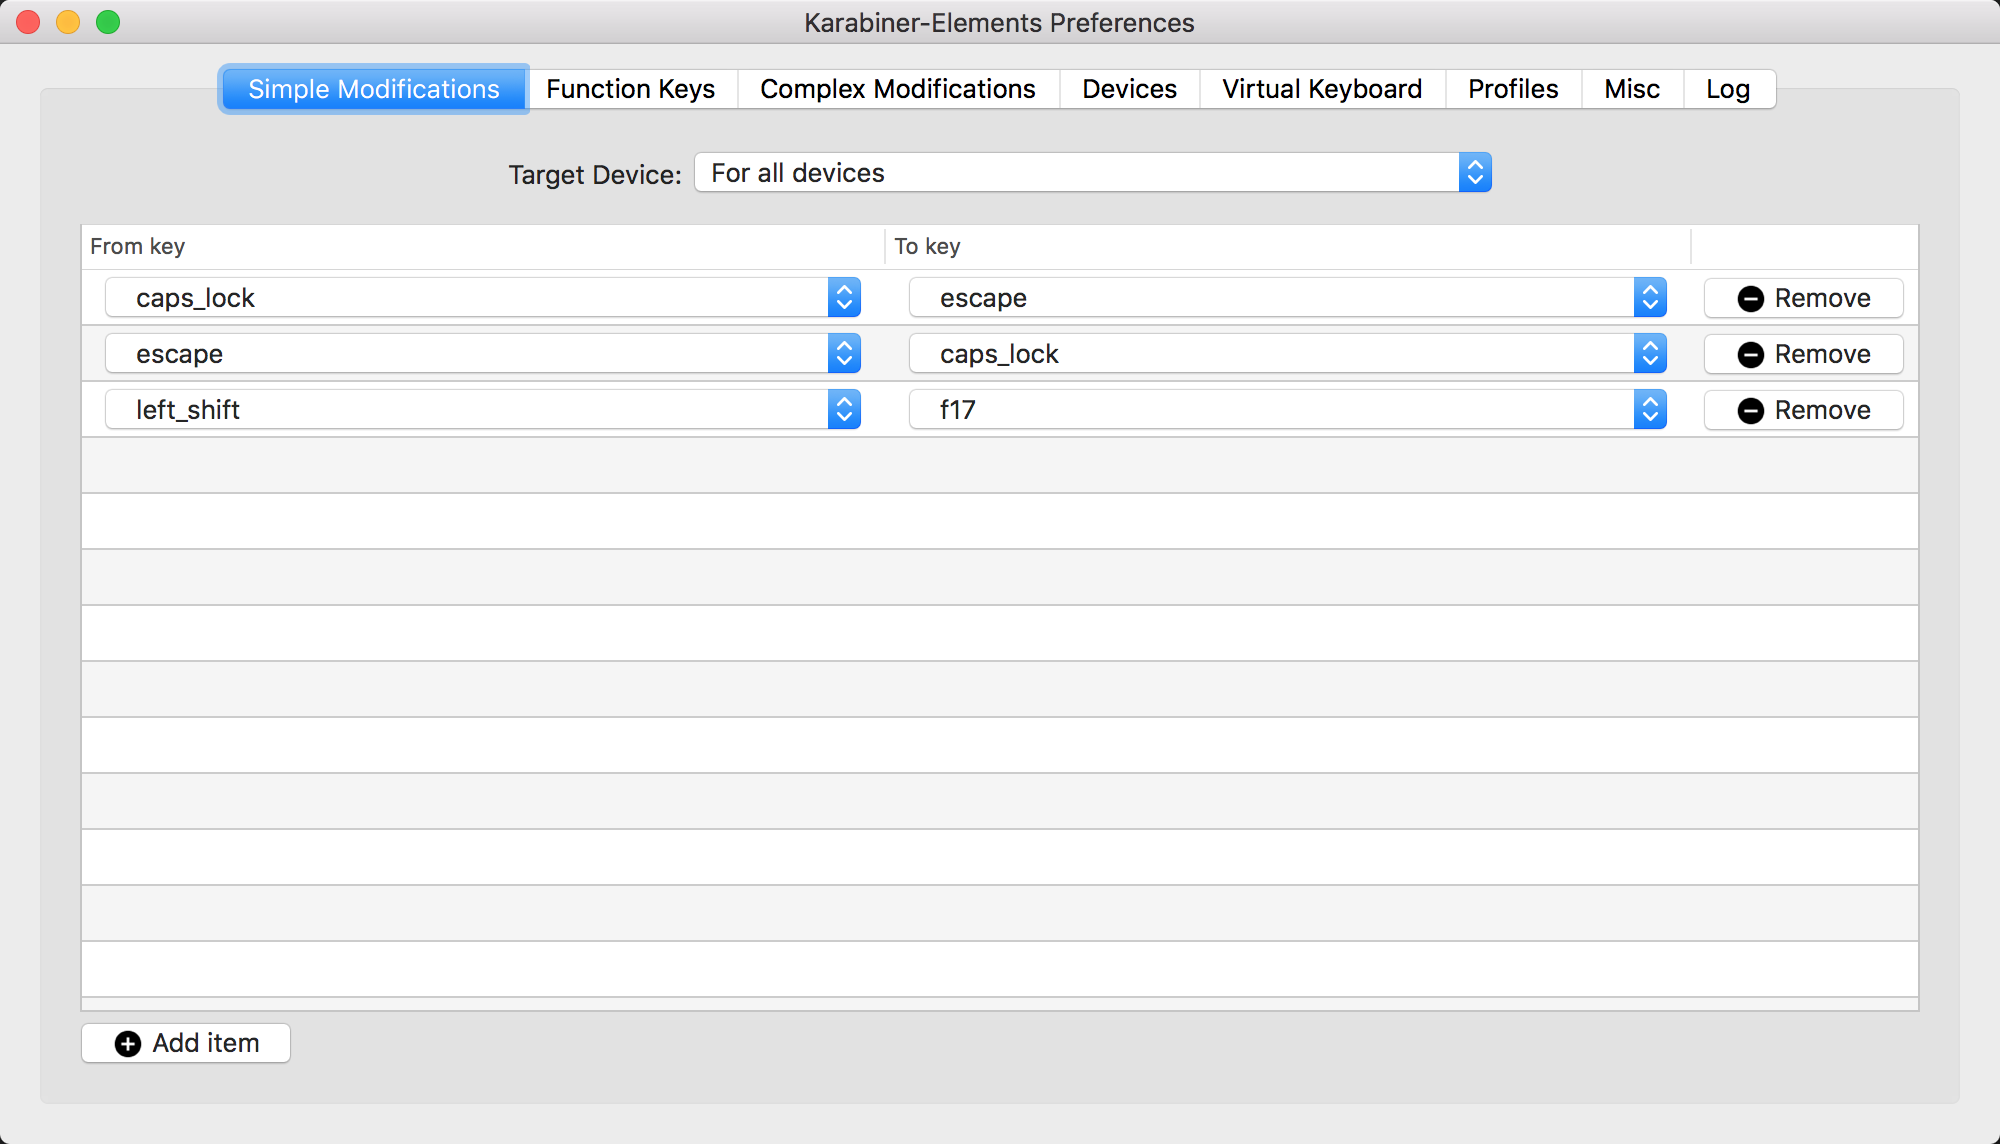 Karabiner-Elements Preferences
Simple Modifications Function Keys Complex Modifications Devices Virtual Keyboard Profiles Misc Log
Target Device: For all devices
From key To key
caps_lock escape Remove
escape caps_lock Remove
left_shift f17 Remove
Add item